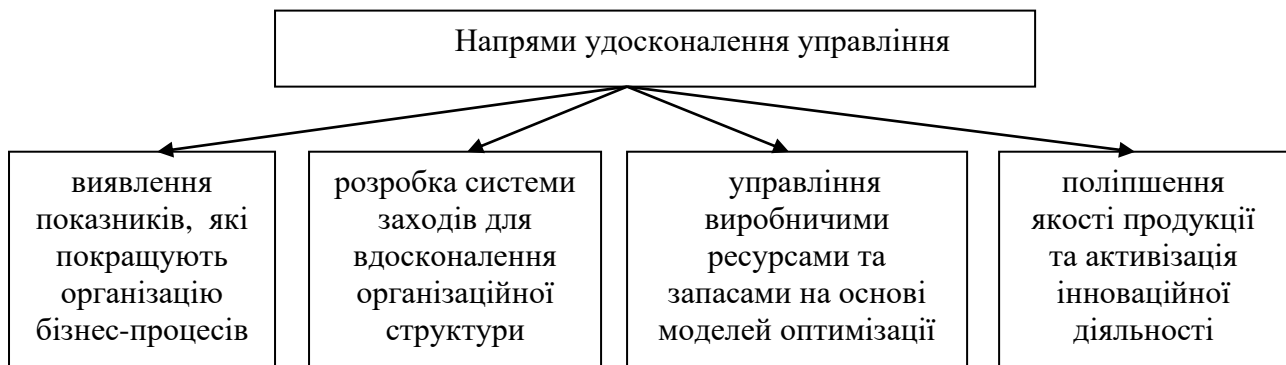 Напрями удосконалення управління
виявлення
показників, які
покращують
організацію
бізнес-процесів
розробка системи
заходів для
вдосконалення
організаційної
структури
управління
виробничими
ресурсами та
запасами на основі
моделей оптимізації
поліпшення
якості продукції
та активізація
інноваційної
діяльності